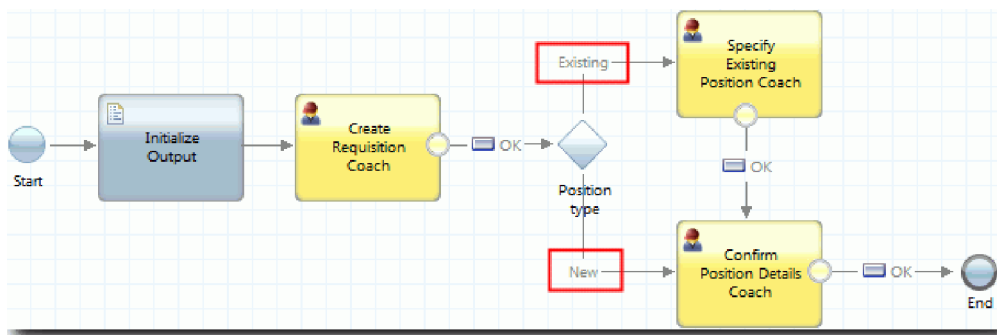 Start
Initialize
Output
Create
Requisition
Coach
OK
Position
type
Existing
New
Specify
Existing
Position Coach
OK
Confirm
Position Details
Coach
OK
End